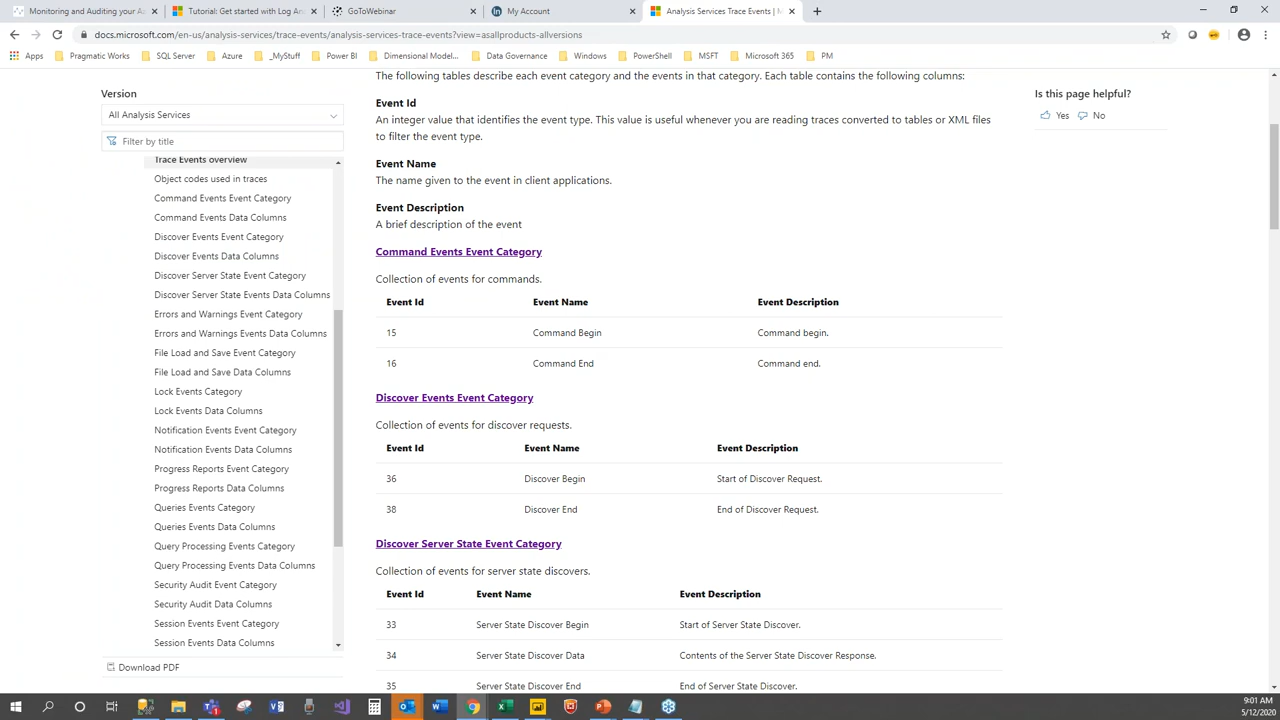 Monitoring and Auditing your A
Tutorial: Get started with Log An
GoToWebinar
My Account
Analysis Services Trace Events | M
docs.microsoft.com/en-us/analysis-services/trace-events/analysis-services-trace-events?view=asallproducts-allversions
Apps
Pragmatic Works
SQL Server
Azure
_MyStuff
Power BI
Dimensional Model...
Data Governance
Windows
PowerShell
MSFT
Microsoft 365
PM
Version
All Analysis Services
Filter by title
Trace Events overview
Object codes used in traces
Command Events Event Category
Command Events Data Columns
Discover Events Event Category
Discover Events Data Columns
Discover Server State Event Category
Discover Server State Events Data Columns
Errors and Warnings Event Category
Errors and Warnings Events Data Columns
File Load and Save Event Category
File Load and Save Data Columns
Lock Events Category
Lock Events Data Columns
Notification Events Event Category
Notification Events Data Columns
Progress Reports Event Category
Progress Reports Data Columns
Queries Events Category
Queries Events Data Columns
Query Processing Events Category
Query Processing Events Data Columns
Security Audit Event Category
Security Audit Data Columns
Session Events Event Category
Session Events Data Columns
Download PDF
The following tables describe each event category and the events in that category. Each table contains the following columns:
Event Id
An integer value that identifies the event type. This value is useful whenever you are reading traces converted to tables or XML files
to filter the event type.
Event Name
The name given to the event in client applications.
Event Description
A brief description of the event
Command Events Event Category
Collection of events for commands.
Event Id Event Name Event Description
15 Command Begin Command begin.
16 Command End Command end.
Discover Events Event Category
Collection of events for discover requests.
Event Id Event Name Event Description
36 Discover Begin Start of Discover Request.
38 Discover End End of Discover Request.
Discover Server State Event Category
Collection of events for server state discovers.
Event Id Event Name Event Description
33 Server State Discover Begin Start of Server State Discover.
34 Server State Discover Data Contents of the Server State Discover Response.
35 Server State Discover End End of Server State Discover.
Is this page helpful?
Yes No
9:01 AM
5/12/2020